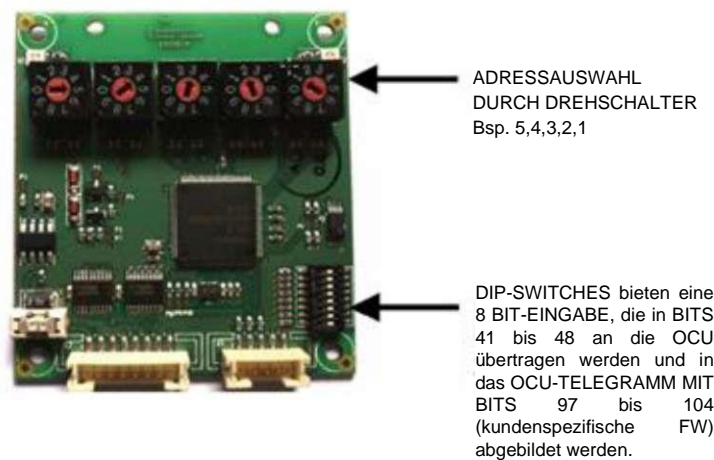 ADRESSAUSWAHL
DURCH DREHSCHALTER
Bsp. 5,4,3,2,1
DIP-SWITCHES bieten eine
8 BIT-EINGABE, die in BITS
41 bis 48 an die OCU
übertragen werden und in
das OCU-TELEGRAMM MIT
BITS 97 bis 104
(kundenspezifische FW)
abgebildet werden.